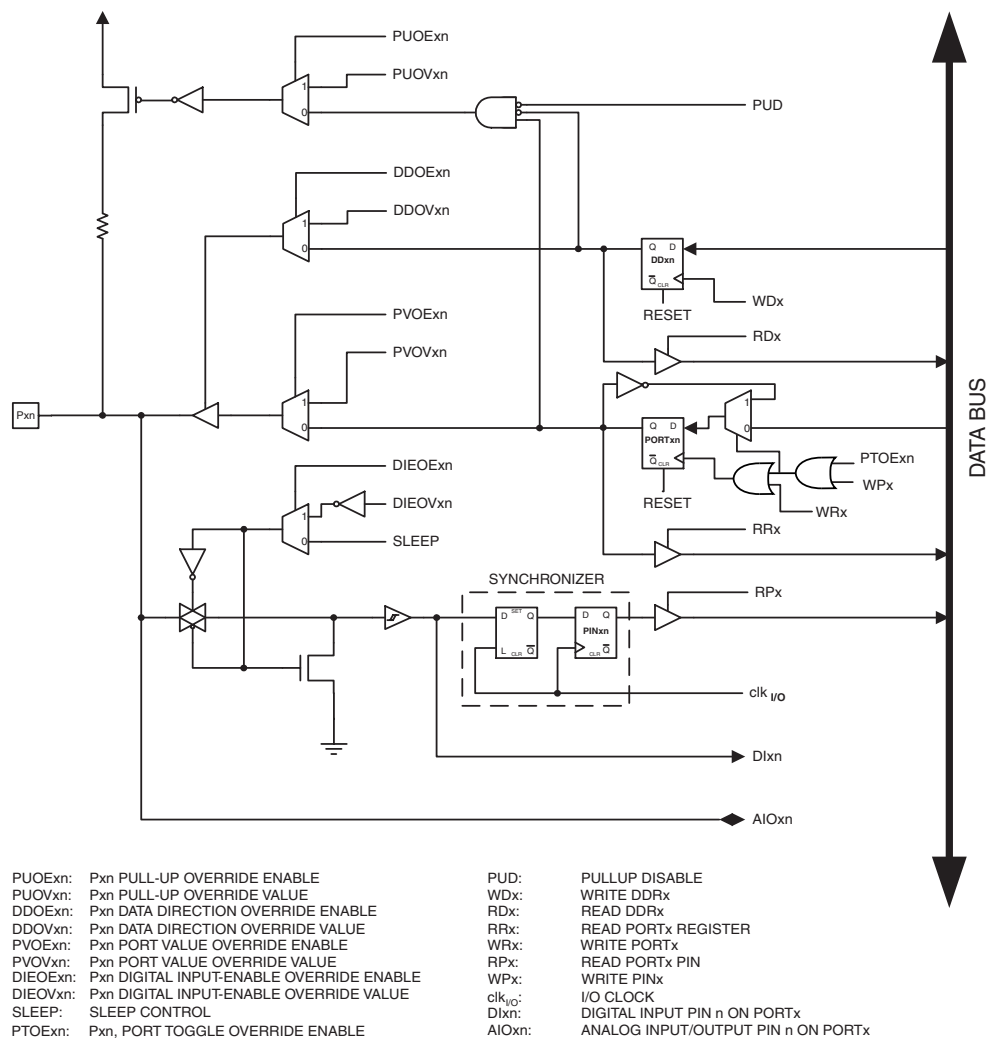 PUOExn
PUOVxn
1
0
PUD
DDOExn
DDOVxn
1
0
Q D
DDxn
Q CLR
WDx
RESET
RDx
PVOExn
PVOVxn
1
0
Pxn
1
0
Q D
PORTxn
Q CLR
PTOExn
WPx
RESET
WRx
DATA BUS
DIEOExn
DIEOVxn
1
0
SLEEP
RRx
SYNCHRONIZER
RPx
D SET Q
L CLR Q
D Q
PINxn
CLR Q
clk I/O
DIxn
AIOxn
PUOExn: Pxn PULL-UP OVERRIDE ENABLE
PUOVxn: Pxn PULL-UP OVERRIDE VALUE
DDOExn: Pxn DATA DIRECTION OVERRIDE ENABLE
DDOVxn: Pxn DATA DIRECTION OVERRIDE VALUE
PVOExn: Pxn PORT VALUE OVERRIDE ENABLE
PVOVxn: Pxn PORT VALUE OVERRIDE VALUE
DIEOExn: Pxn DIGITAL INPUT-ENABLE OVERRIDE ENABLE
DIEOVxn: Pxn DIGITAL INPUT-ENABLE OVERRIDE VALUE
SLEEP: SLEEP CONTROL
PTOExn: Pxn, PORT TOGGLE OVERRIDE ENABLE
PUD: PULLUP DISABLE
WDx: WRITE DDRx
RDx: READ DDRx
RRx: READ PORTx REGISTER
WRx: WRITE PORTx
RPx: READ PORTx PIN
WPx: WRITE PINx
clkI/O: I/O CLOCK
DIxn: DIGITAL INPUT PIN n ON PORTx
AIOxn: ANALOG INPUT/OUTPUT PIN n ON PORTx